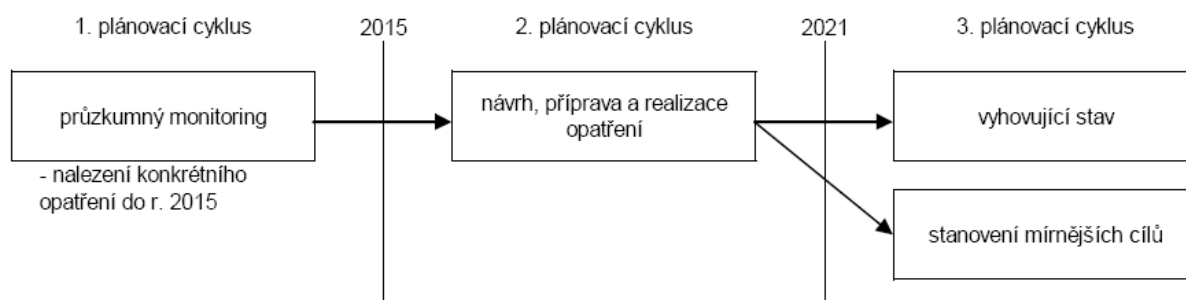 1. plánovací cyklus
2015
2. plánovací cyklus
2021
3. plánovací cyklus
průzkumný monitoring
- nalezení konkrétního
opatření do r. 2015
návrh, příprava a realizace
opatření
vyhovující stav
stanovení mírnějších cílů